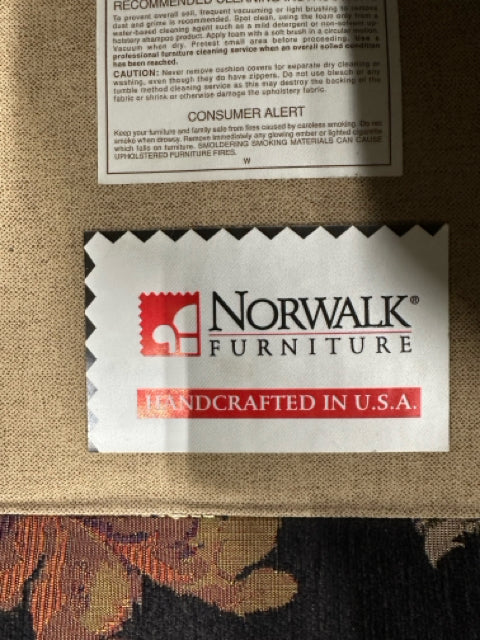 RECOMMENDED CLEANING
To prevent overall soil, frequent vacuuming or light brushing to remove
dust and grime is recommended. Spot clean, using the foam only from a
water-based cleaning agent such as a mild detergent or non-solvent up-
holstery shampoo product. Apply foam with a soft brush in a circular motion.
Vacuum when dry. Pretest small area before proceeding. Use a
professional furniture cleaning service when an overall soiled condition
has been reached.
CAUTION: Never remove cushion covers for separate dry cleaning or
washing, even though they do have zippers. Do not use bleach or any
tumble method cleaning service as this may destroy the backing of the
fabric or shrink or otherwise damage the upholstery fabric.
CONSUMER ALERT
Keep your furniture and family safe from fires caused by careless smoking. Do not
smoke when drowsy. Remove immediately any glowing ember or lighted cigarette
which falls on furniture. SMOLDERING SMOKING MATERIALS CAN CAUSE
UPHOLSTERED FURNITURE FIRES.
W
NORWALK®
FURNITURE
HANDCRAFTED IN U.S.A.